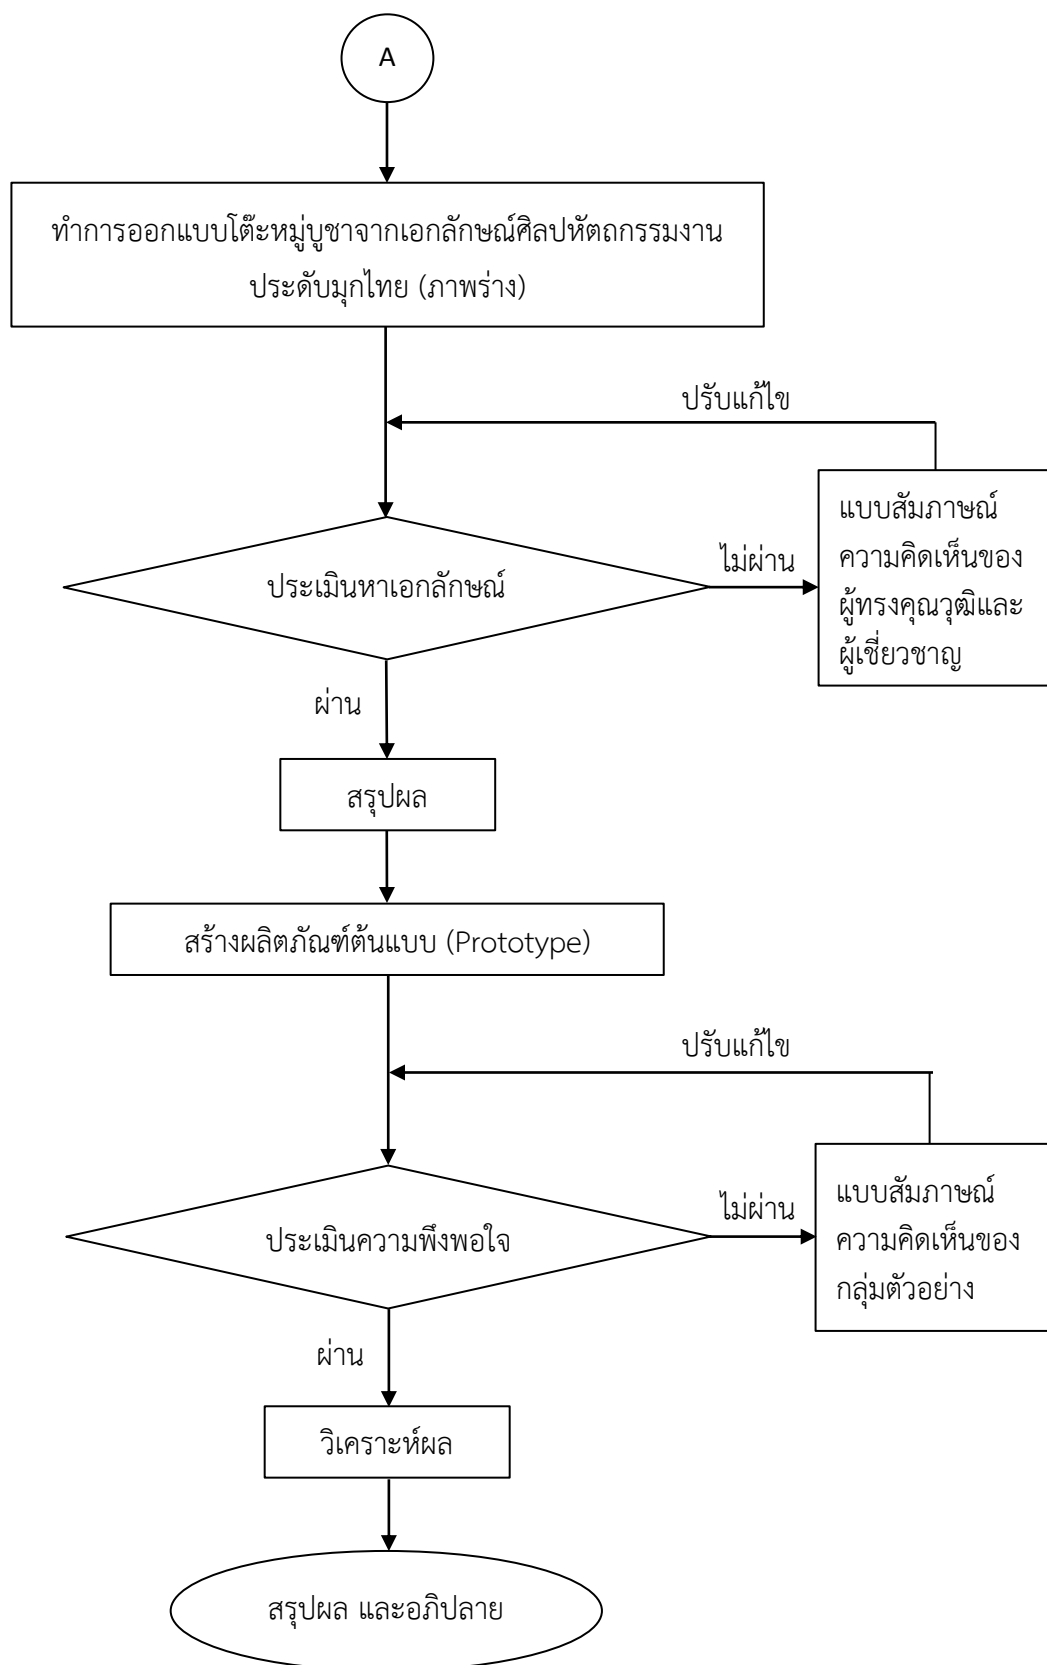 A
ทำการออกแบบโต๊ะหมู่บูชาจากเอกลักษณ์ศิลปหัตถกรรมงาน
ประดับมุกไทย (ภาพร่าง)
ปรับแก้ไข
แบบสัมภาษณ์
ความคิดเห็นของ
ผู้ทรงคุณวุฒิและ
ผู้เชี่ยวชาญ
ไม่ผ่าน
ประเมินหาเอกลักษณ์
ผ่าน
สรุปผล
สร้างผลิตภัณฑ์ต้นแบบ (Prototype)
ปรับแก้ไข
แบบสัมภาษณ์
ความคิดเห็นของ
กลุ่มตัวอย่าง
ไม่ผ่าน
ประเมินความพึงพอใจ
ผ่าน
วิเคราะห์ผล
สรุปผล และอภิปลาย